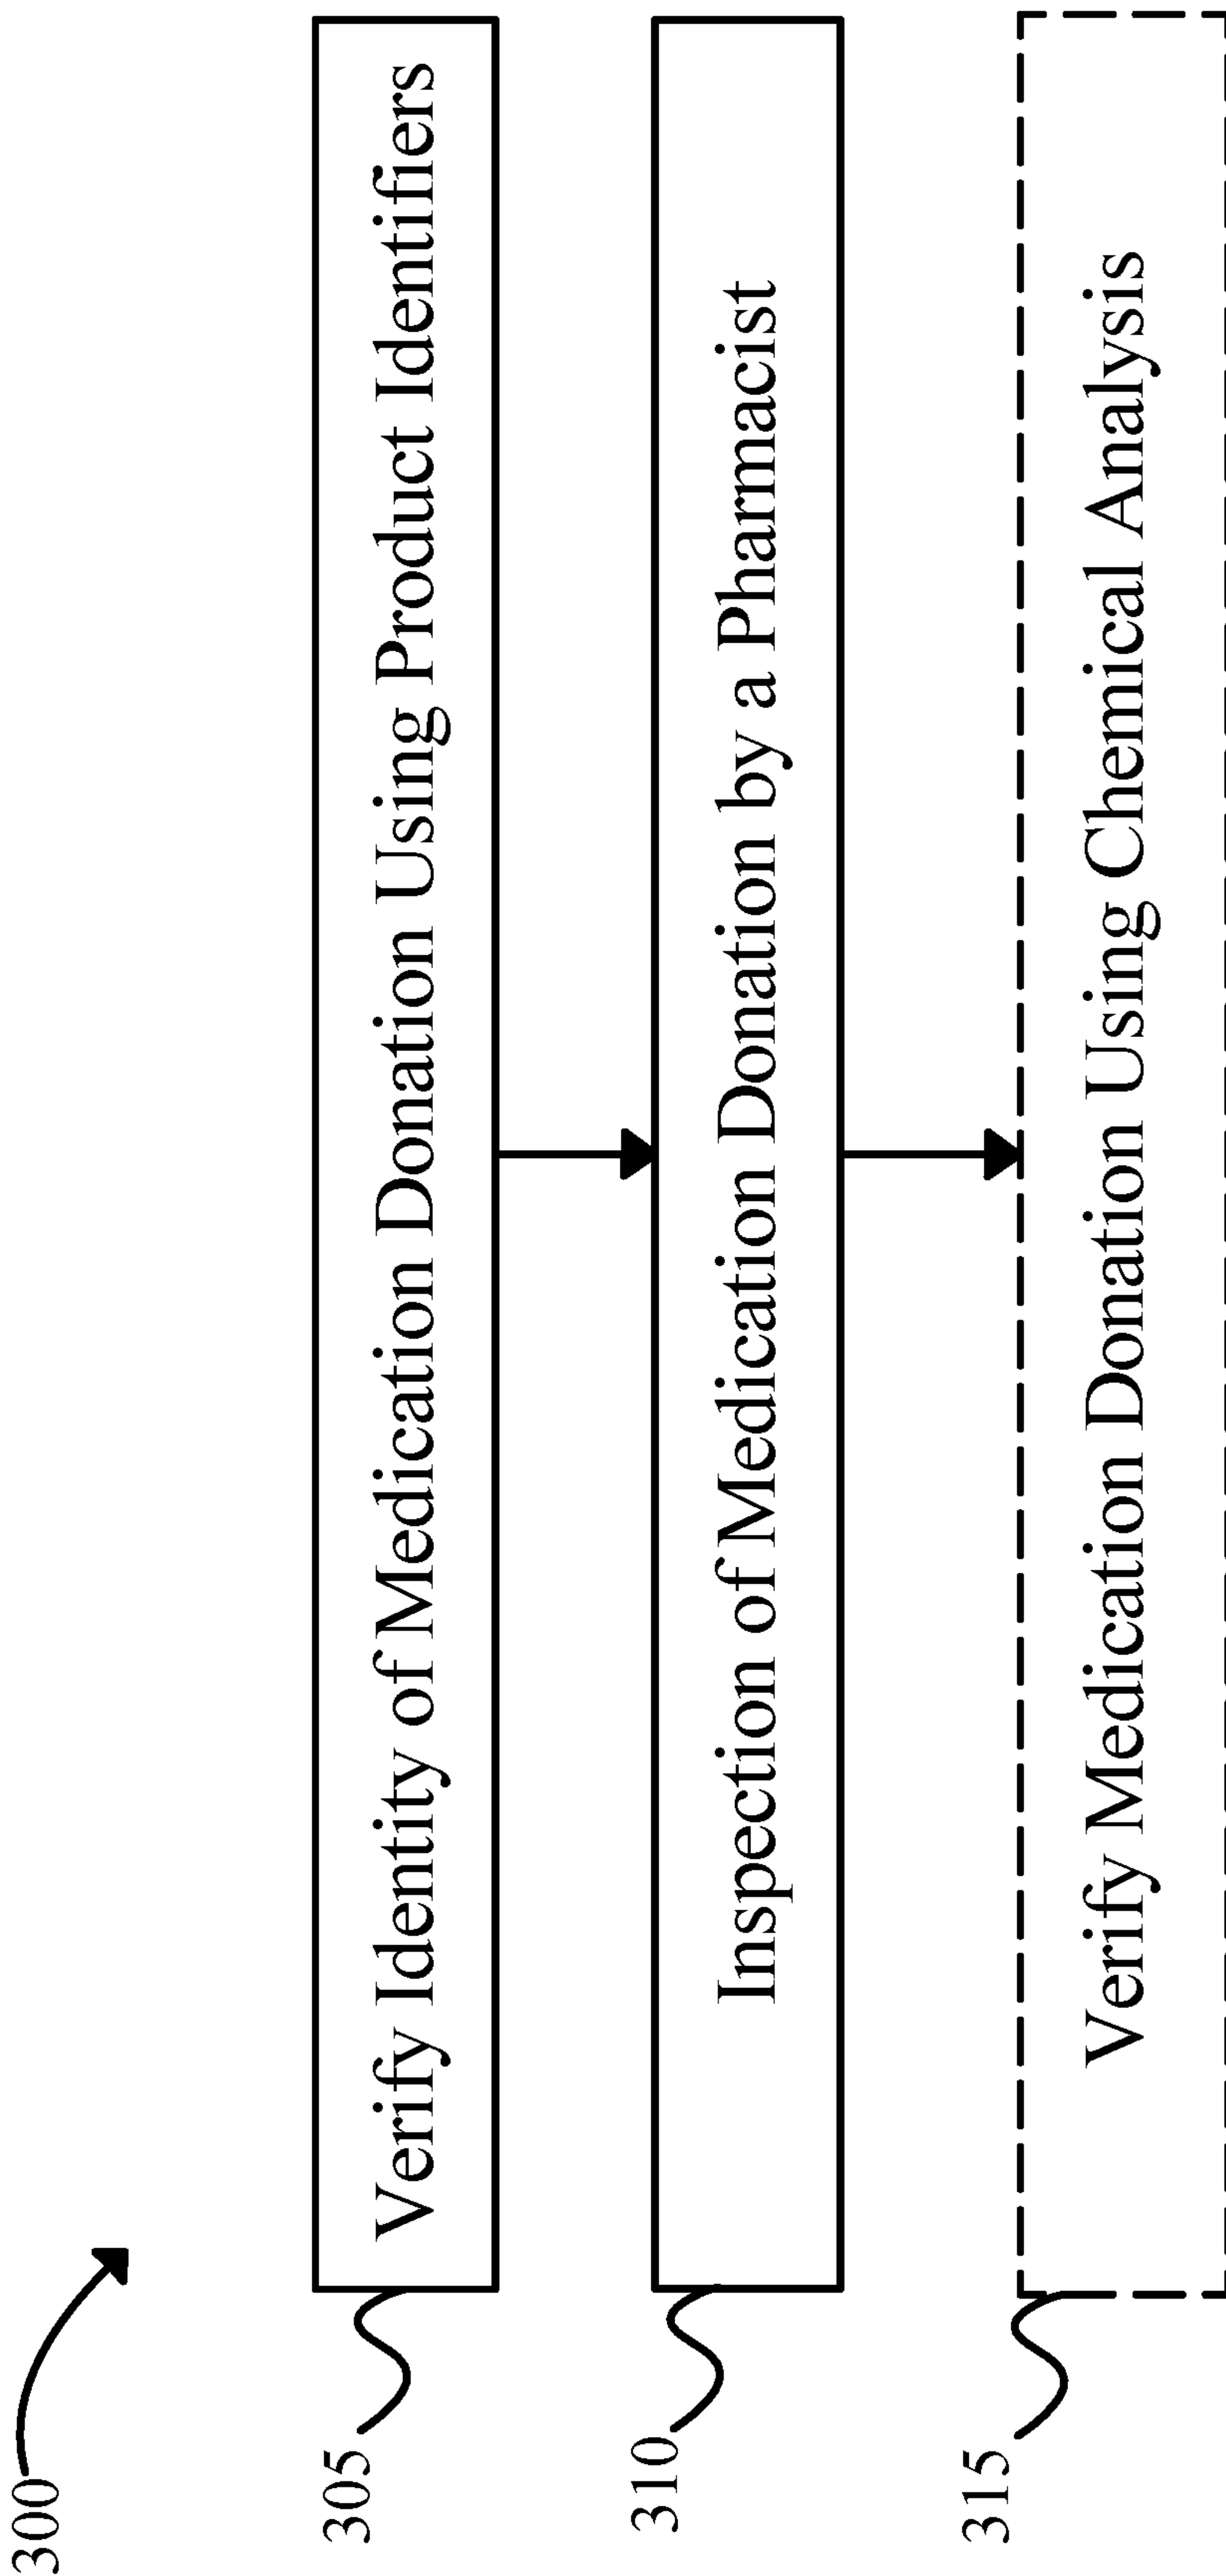 300
305
Verify Identity of Medication Donation Using Product Identifiers
310
Inspection of Medication Donation by a Pharmacist
315
Verify Medication Donation Using Chemical Analysis